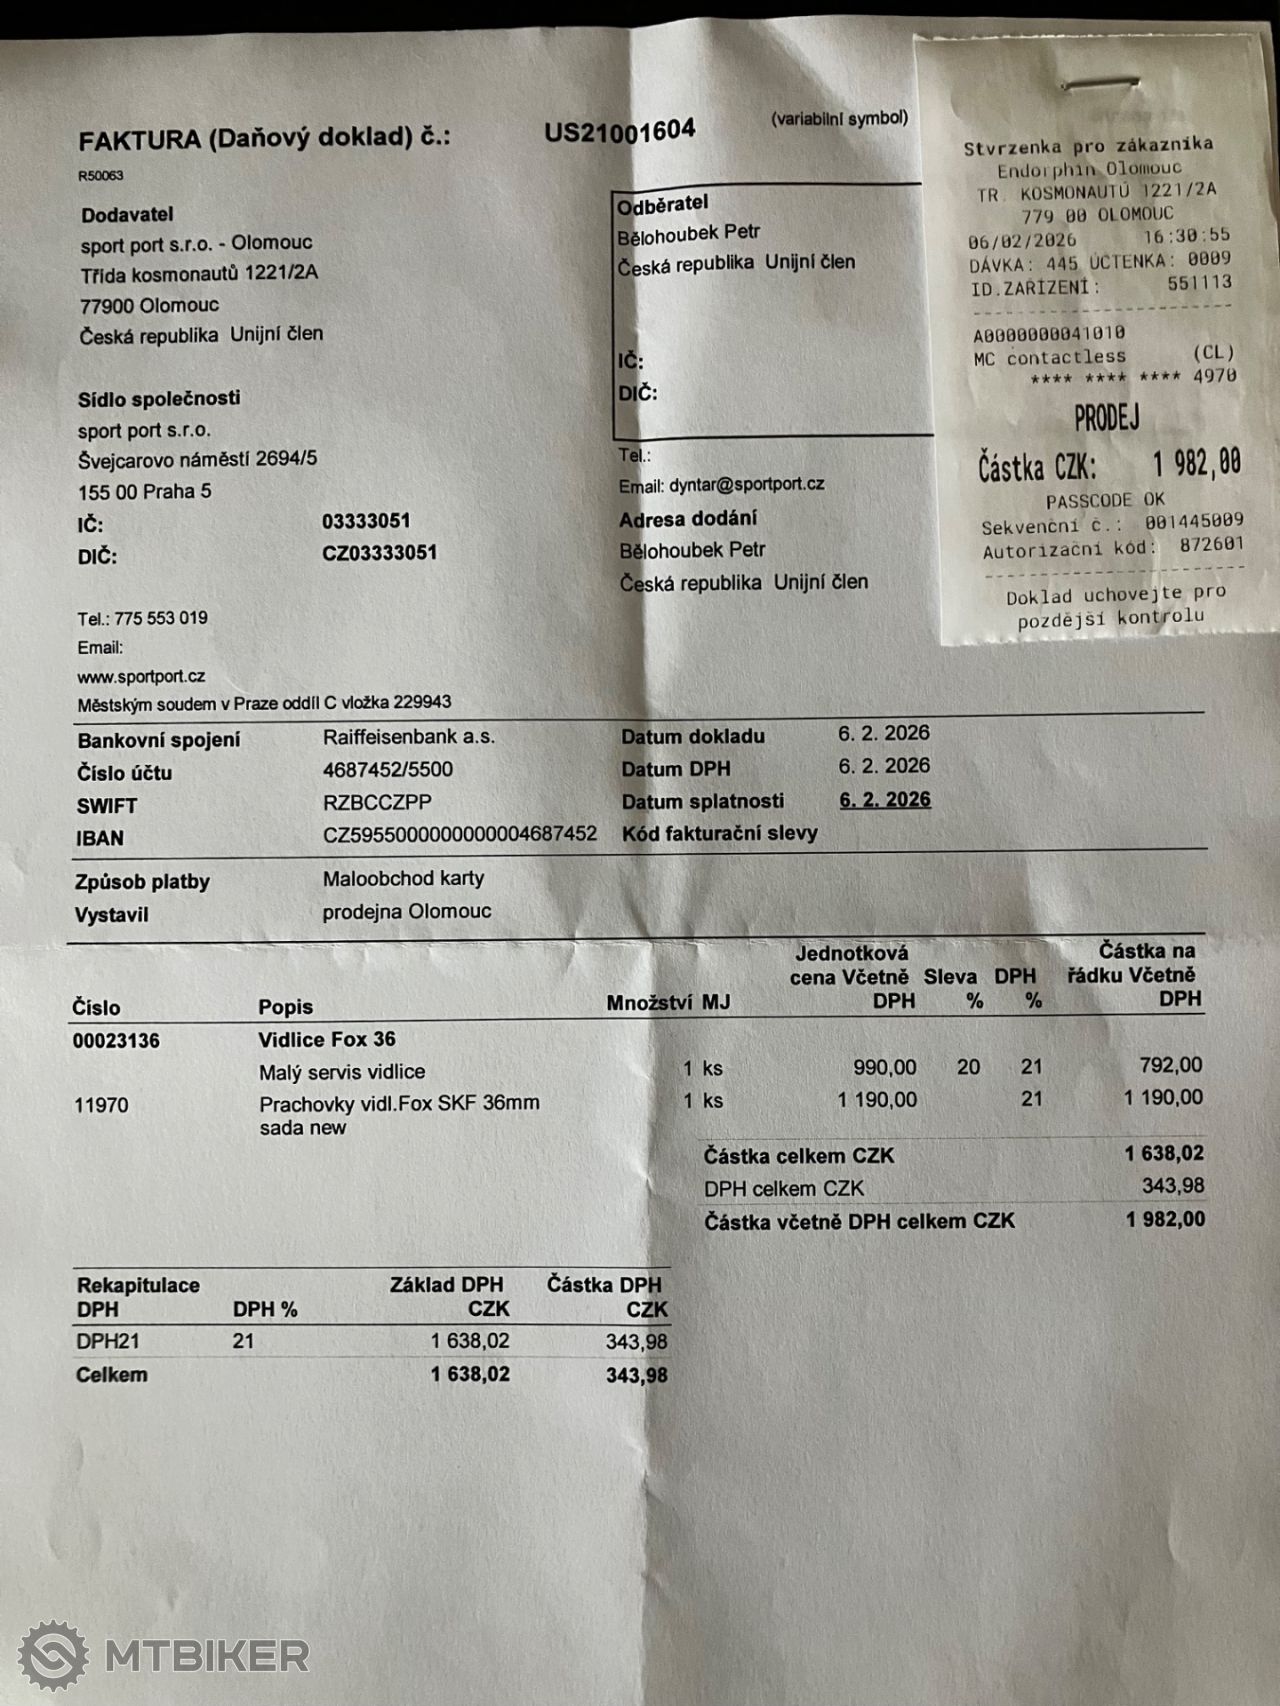 FAKTURA (Daňový doklad) č.: US21001604 (variabilní symbol)
R50063
Dodavatel
sport port s.r.o. - Olomouc
Třída kosmonautů 1221/2A
77900 Olomouc
Česká republika Unijní člen
Sídlo společnosti
sport port s.r.o.
Švejcarovo náměstí 2694/5
155 00 Praha 5
IČ: 03333051
DIČ: CZ03333051
Tel.: 775 553 019
Email:
www.sportport.cz
Městským soudem v Praze oddíl C vložka 229943
Odběratel
Bělohoubek Petr
Česká republika Unijní člen
IČ:
DIČ:
Tel.:
Email: dyntar@sportport.cz
Adresa dodání
Bělohoubek Petr
Česká republika Unijní člen
Stvrzenka pro zákazníka
Endorphin Olomouc
TR. KOSMONAUTŮ 1221/2A
779 00 OLOMOUC
06/02/2026 16:30:55
DÁVKA: 445 ÚČTENKA: 0009
ID.ZAŘÍZENÍ: 551113
A0000000041010
MC contactless (CL)
**** **** **** 4970
PRODEJ
Částka CZK: 1 982,00
PASSCODE OK
Sekvenční č.: 001445009
Autorizační kód: 872601
Doklad uchovejte pro
pozdější kontrolu
Bankovní spojení Raiffeisenbank a.s. Datum dokladu 6. 2. 2026
Číslo účtu 4687452/5500 Datum DPH 6. 2. 2026
SWIFT RZBCCZPP Datum splatnosti 6. 2. 2026
IBAN CZ5955000000000004687452 Kód fakturační slevy
Způsob platby Maloobchod karty
Vystavil prodejna Olomouc
Jednotková Částka na
cena Včetně Sleva DPH řádku Včetně
Číslo Popis Množství MJ DPH % % DPH
00023136 Vidlice Fox 36
Malý servis vidlice 1 ks 990,00 20 21 792,00
11970 Prachovky vidl.Fox SKF 36mm 1 ks 1 190,00 21 1 190,00
sada new
Částka celkem CZK 1 638,02
DPH celkem CZK 343,98
Částka včetně DPH celkem CZK 1 982,00
Rekapitulace Základ DPH Částka DPH
DPH DPH % CZK CZK
DPH21 21 1 638,02 343,98
Celkem 1 638,02 343,98
MTBIKER